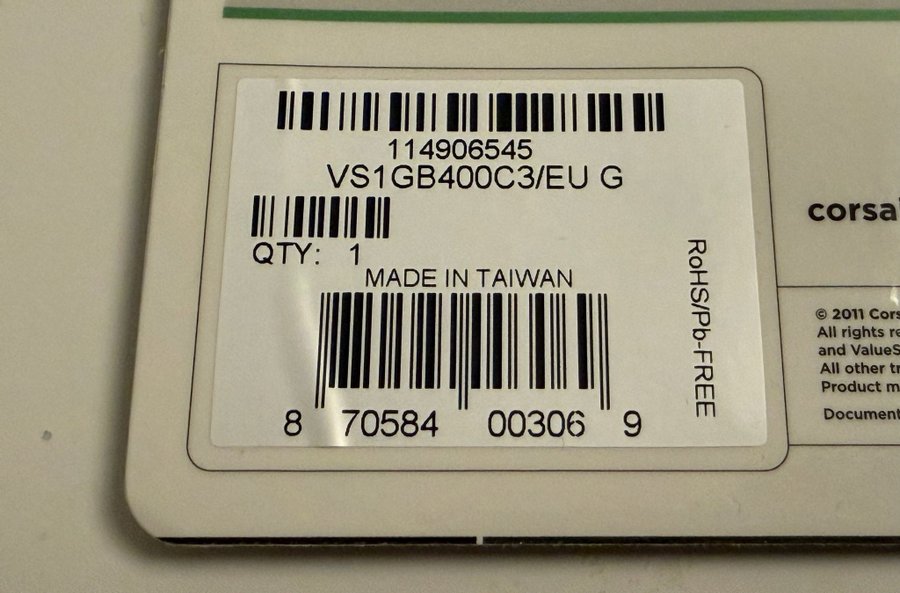 114906545
VS1GB400C3/EU G
QTY: 1
MADE IN TAIWAN
8 70584 00306 9
RoHS/Pb-FREE
corsa
© 2011 Cors
All rights re
and ValueS
All other tr
Product m
Document